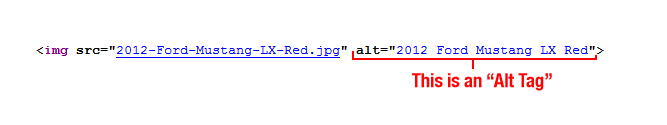 <img src="2012-Ford-Mustang-LX-Red.jpg" alt="2012 Ford Mustang LX Red">
This is an “Alt Tag”